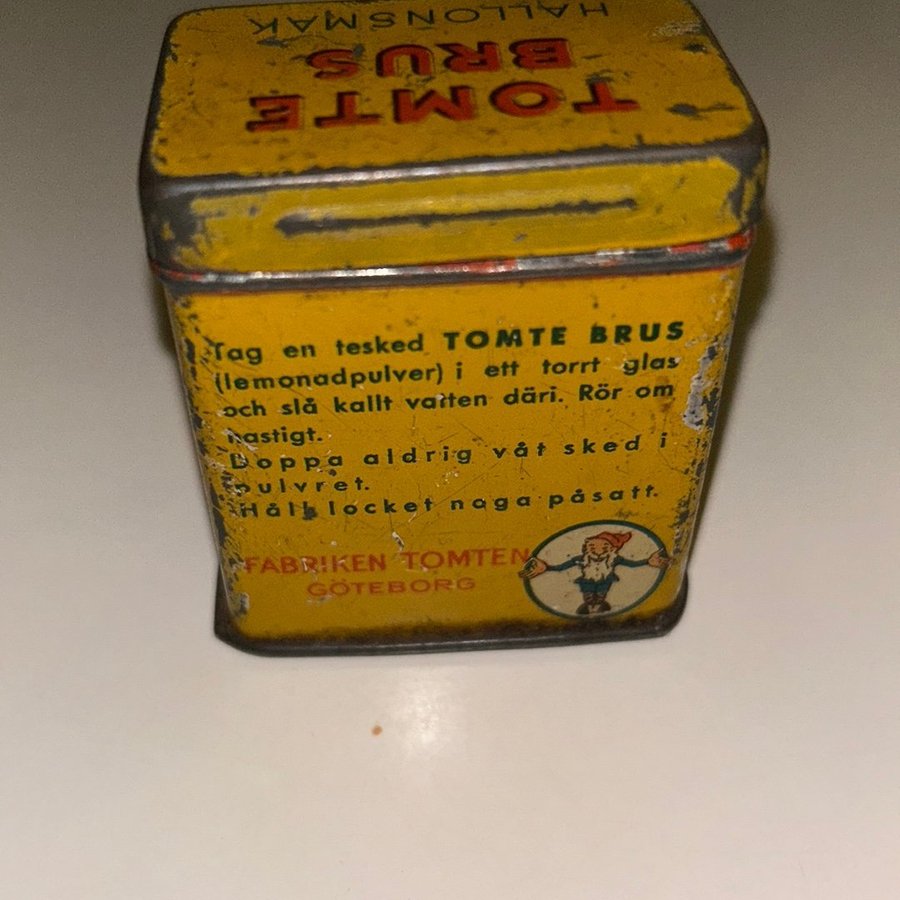 TOMTE
BRUS
HALLONSMAK
Tag en tesked TOMTE BRUS
(lemonadpulver) i ett torrt glas
och slå kallt vatten däri. Rör om
hastigt.
Doppa aldrig våt sked i
pulvret.
Håll locket noga påsatt.
FABRIKEN TOMTEN
GÖTEBORG